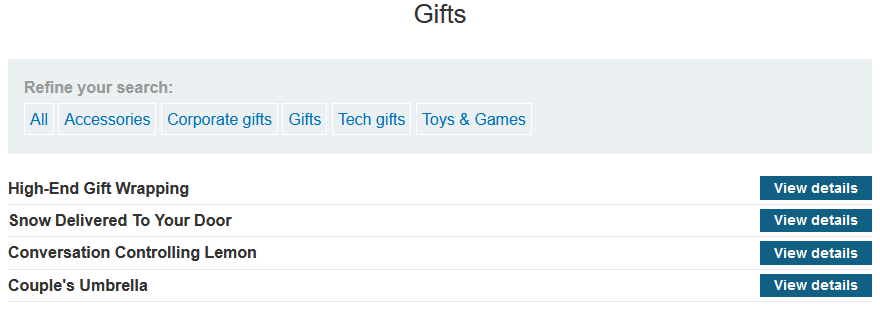 Gifts
Refine your search:
All Accessories Corporate gifts Gifts Tech gifts Toys & Games
High-End Gift Wrapping View details
Snow Delivered To Your Door View details
Conversation Controlling Lemon View details
Couple's Umbrella View details